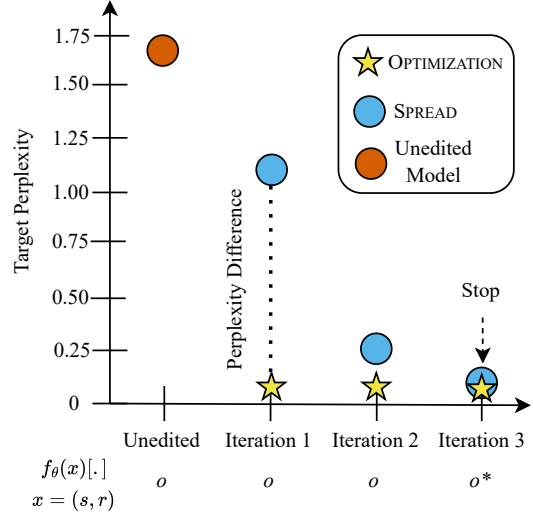 1.75
1.50
1.25
1.00
0.75
0.50
0.25
0
Target Perplexity
OPTIMIZATION
SPREAD
Unedited
Model
Perplexity Difference
Stop
Unedited
Iteration 1
Iteration 2
Iteration 3
f_θ(x)[.]
x = (s, r)
o
o
o
o*